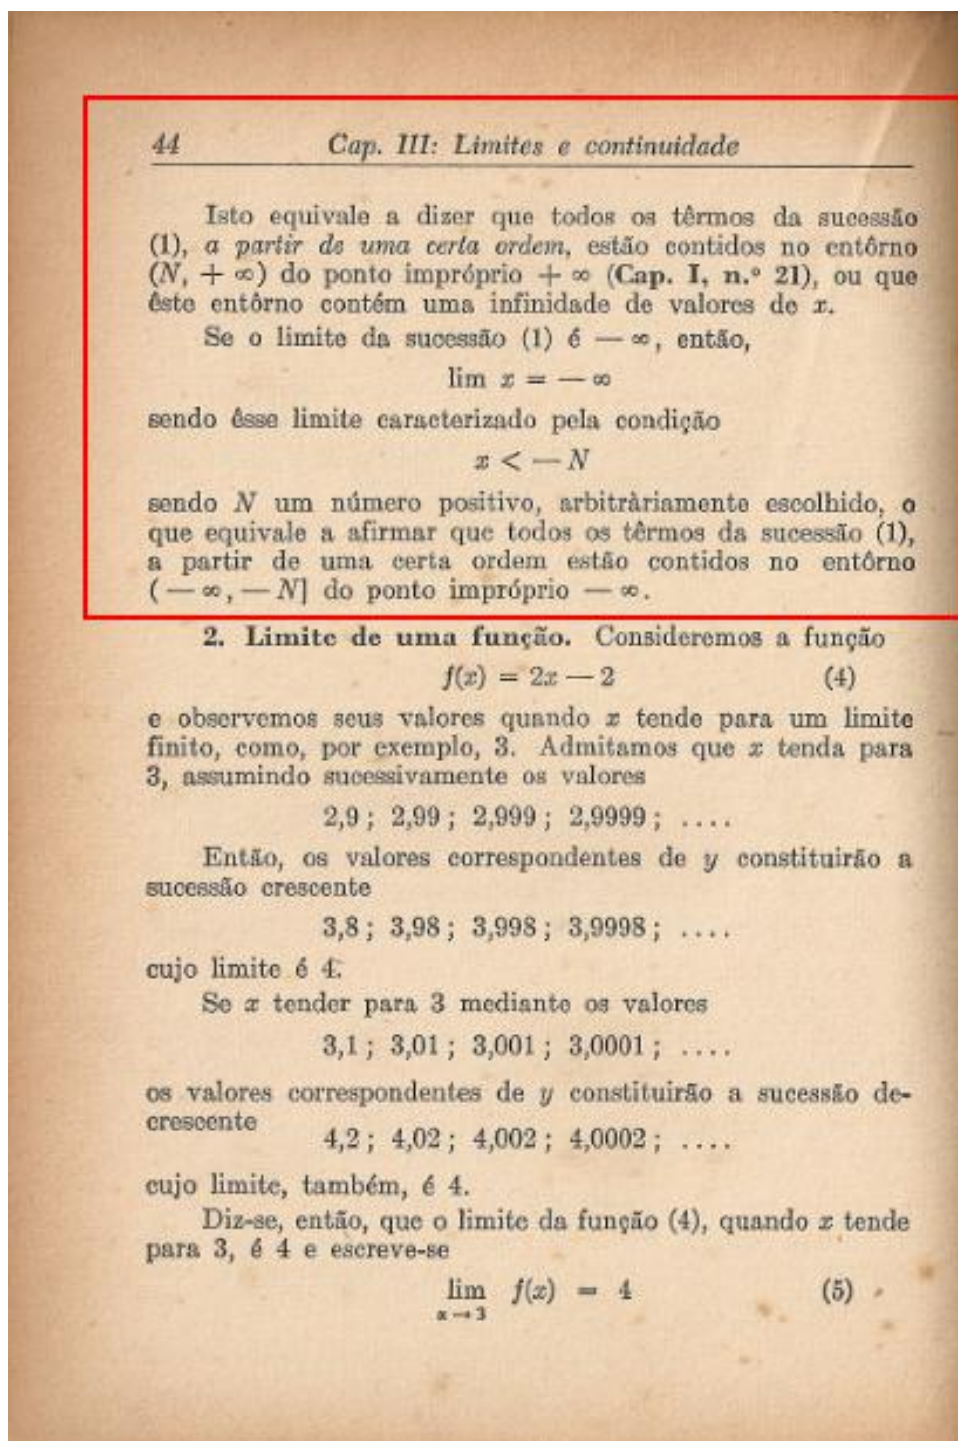 44 Cap. III: Limites e continuidade
Isto equivale a dizer que todos os têrmos da sucessão
(1), a partir de uma certa ordem, estão contidos no entôrno
(N, + ∞) do ponto impróprio + ∞ (Cap. I, n.º 21), ou que
êste entôrno contém uma infinidade de valores de x.
Se o limite da sucessão (1) é — ∞, então,
lim x = — ∞
sendo êsse limite caracterizado pela condição
x < — N
sendo N um número positivo, arbitràriamente escolhido, o
que equivale a afirmar que todos os têrmos da sucessão (1),
a partir de uma certa ordem estão contidos no entôrno
( — ∞, — N] do ponto impróprio — ∞.
2. Limite de uma função. Consideremos a função
f(x) = 2x — 2 (4)
e observemos seus valores quando x tende para um limite
finito, como, por exemplo, 3. Admitamos que x tenda para
3, assumindo sucessivamente os valores
2,9 ; 2,99 ; 2,999 ; 2,9999 ; ....
Então, os valores correspondentes de y constituirão a
sucessão crescente
3,8 ; 3,98 ; 3,998 ; 3,9998 ; ....
cujo limite é 4.
Se x tender para 3 mediante os valores
3,1 ; 3,01 ; 3,001 ; 3,0001 ; ....
os valores correspondentes de y constituirão a sucessão de-
crescente
4,2 ; 4,02 ; 4,002 ; 4,0002 ; ....
cujo limite, também, é 4.
Diz-se, então, que o limite da função (4), quando x tende
para 3, é 4 e escreve-se
lim f(x) = 4 (5)
x → 3